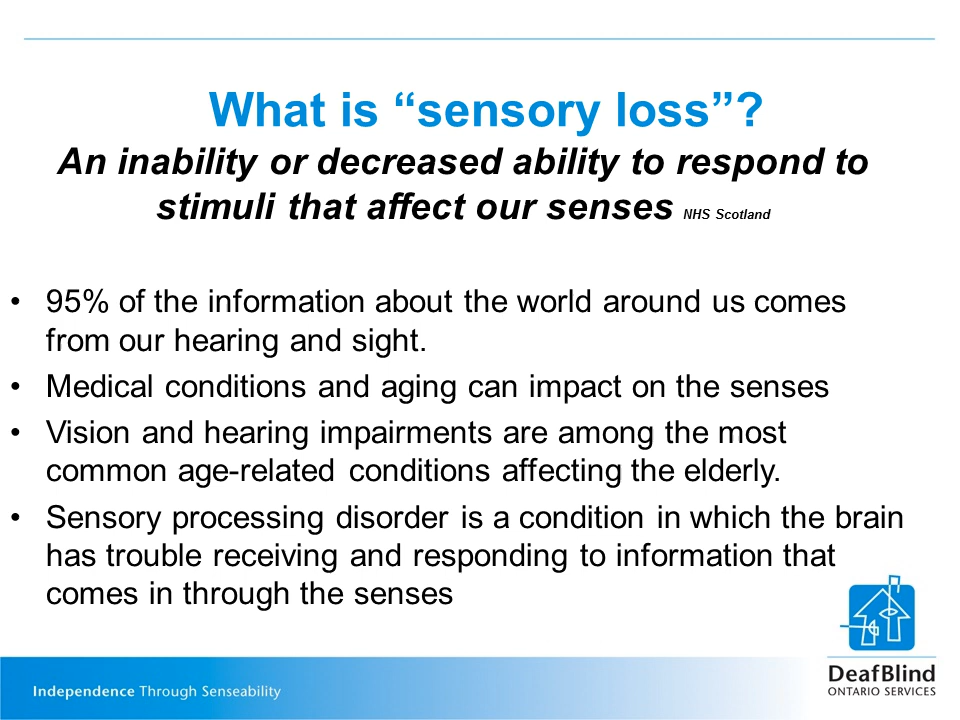 What is “sensory loss”?
An inability or decreased ability to respond to
stimuli that affect our senses NHS Scotland
• 95% of the information about the world around us comes
from our hearing and sight.
• Medical conditions and aging can impact on the senses
• Vision and hearing impairments are among the most
common age-related conditions affecting the elderly.
• Sensory processing disorder is a condition in which the brain
has trouble receiving and responding to information that
comes in through the senses
Independence Through Senseability
DeafBlind
ONTARIO SERVICES